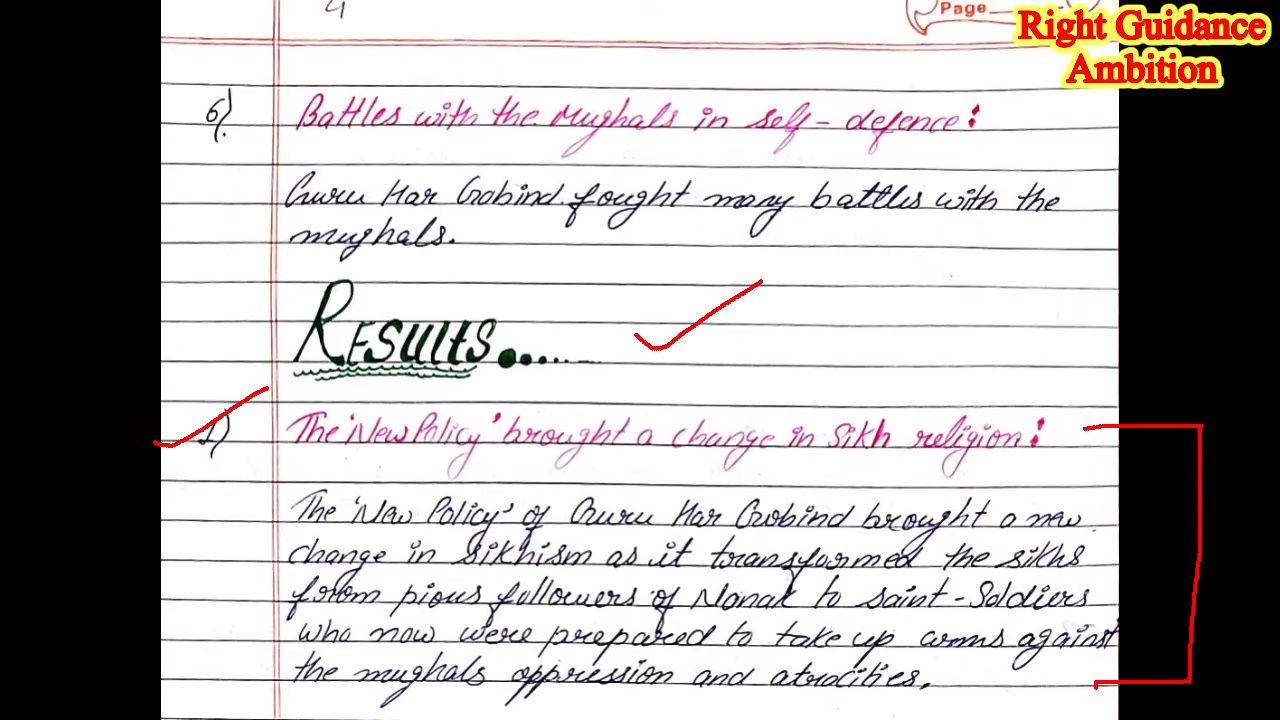 4
Page
Right Guidance
Ambition
6) Battles with the Mughals in self-defence:
Guru Har Gobind fought many battles with the
mughals.
RESULTS.....
1) The 'New Policy' brought a change in Sikh religion:
The 'New Policy' of Guru Har Gobind brought a new
change in Sikhism as it transformed the sikhs
from pious followers of Nanak to saint-Soldiers
who now were prepared to take up arms against
the mughals oppression and atrocities.